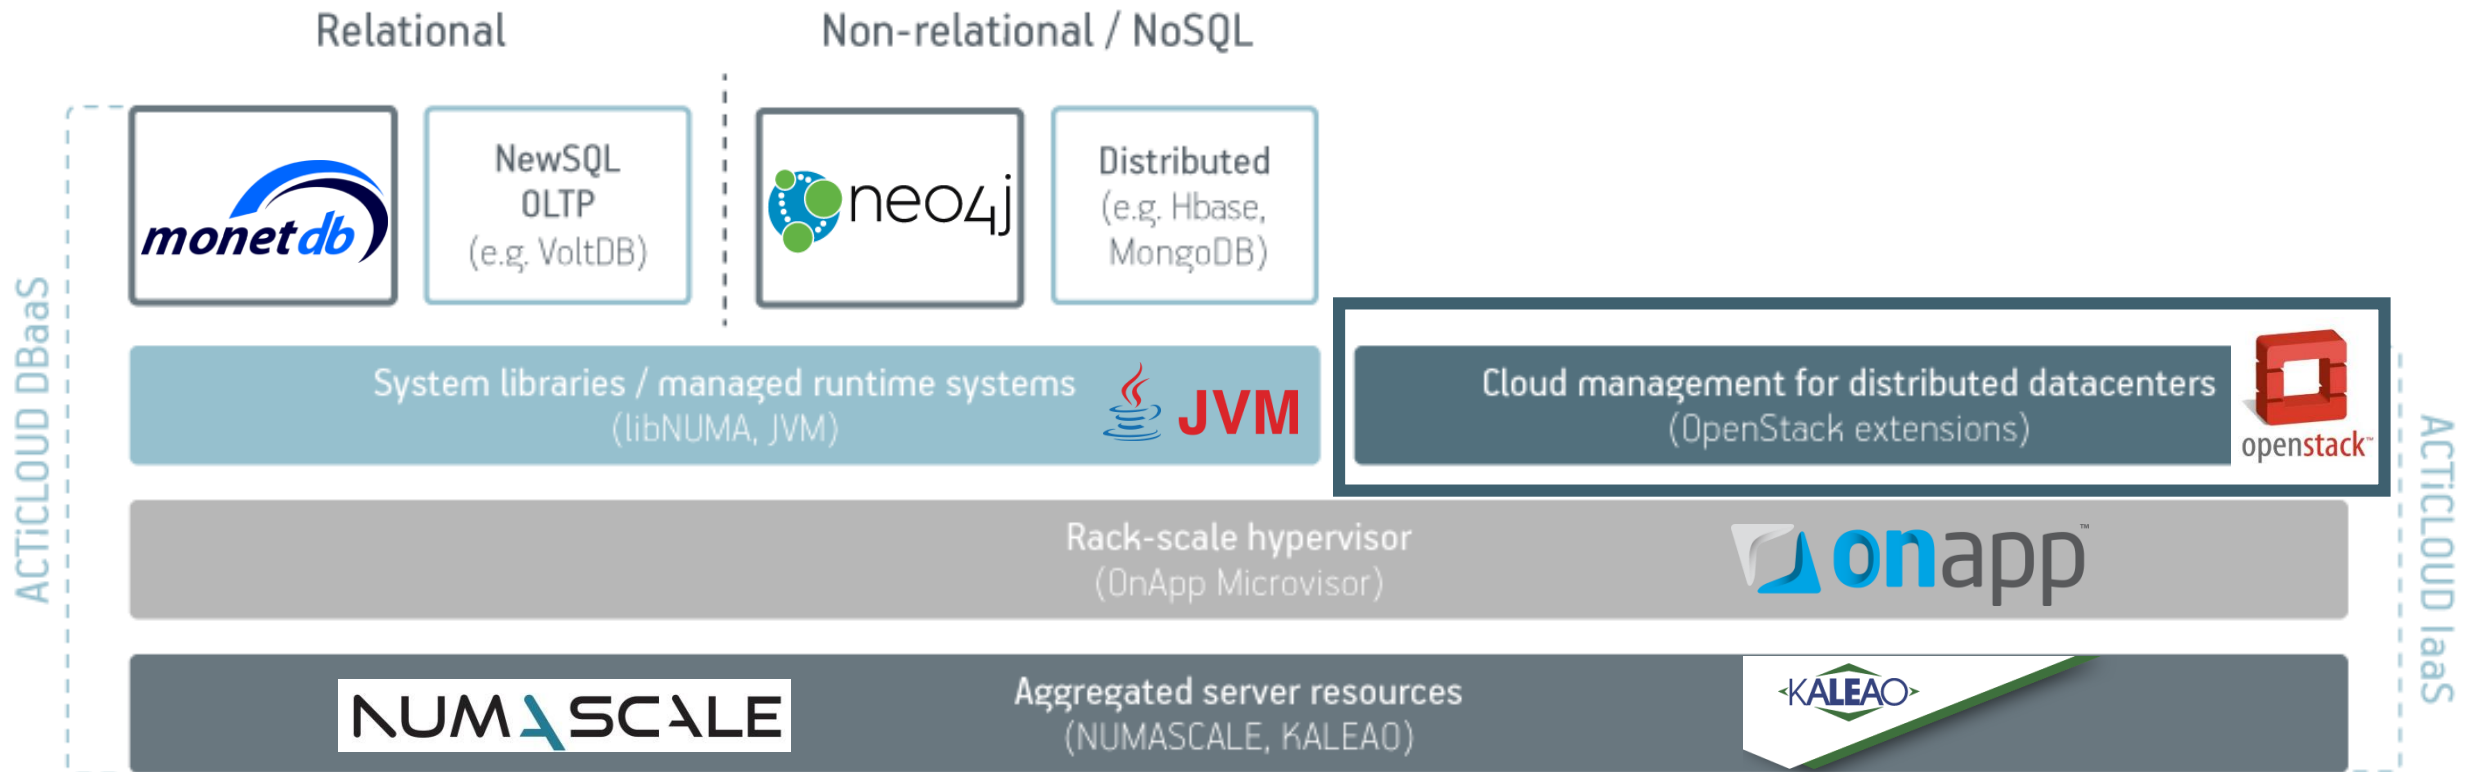 Relational
Non-relational / NoSQL
monetdb
NewSQL
OLTP
(e.g. VoltDB)
neo4j
Distributed
(e.g. Hbase,
MongoDB)
ACTiCLOUD DBaaS
System libraries / managed runtime systems
(libNUMA, JVM)
JVM
Cloud management for distributed datacenters
(OpenStack extensions)
openstack™
ACTiCLOUD IaaS
Rack-scale hypervisor
(OnApp Microvisor)
onapp™
NUMASCALE
Aggregated server resources
(NUMASCALE, KALEAO)
KALEAO